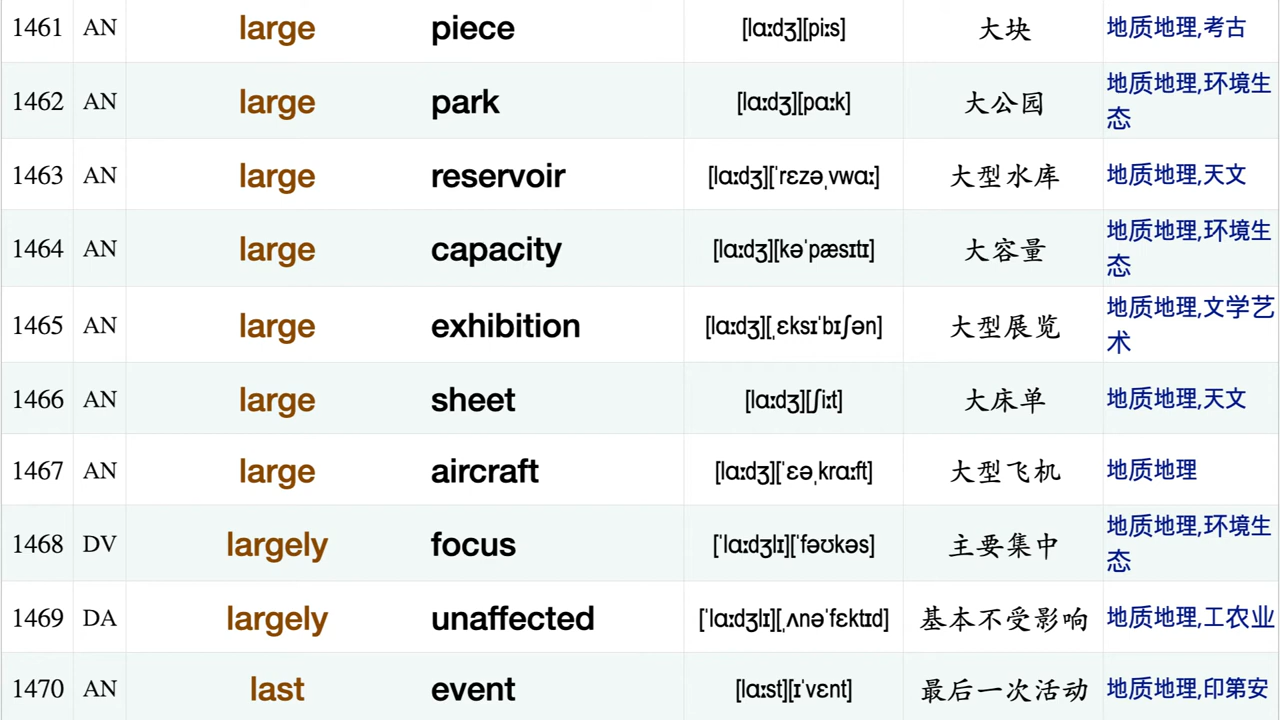 1461 AN large piece [lɑːdʒ][piːs] 大块 地质地理,考古
1462 AN large park [lɑːdʒ][pɑːk] 大公园 地质地理,环境生
态
1463 AN large reservoir [lɑːdʒ][ˈrɛzəˌvwɑː] 大型水库 地质地理,天文
1464 AN large capacity [lɑːdʒ][kəˈpæsɪtɪ] 大容量 地质地理,环境生
态
1465 AN large exhibition [lɑːdʒ][ˌɛksɪˈbɪʃən] 大型展览 地质地理,文学艺
术
1466 AN large sheet [lɑːdʒ][ʃiːt] 大床单 地质地理,天文
1467 AN large aircraft [lɑːdʒ][ˈɛəˌkrɑːft] 大型飞机 地质地理
1468 DV largely focus [ˈlɑːdʒlɪ][ˈfəʊkəs] 主要集中 地质地理,环境生
态
1469 DA largely unaffected [ˈlɑːdʒlɪ][ˌʌnəˈfɛktɪd] 基本不受影响 地质地理,工农业
1470 AN last event [lɑːst][ɪˈvɛnt] 最后一次活动 地质地理,印第安